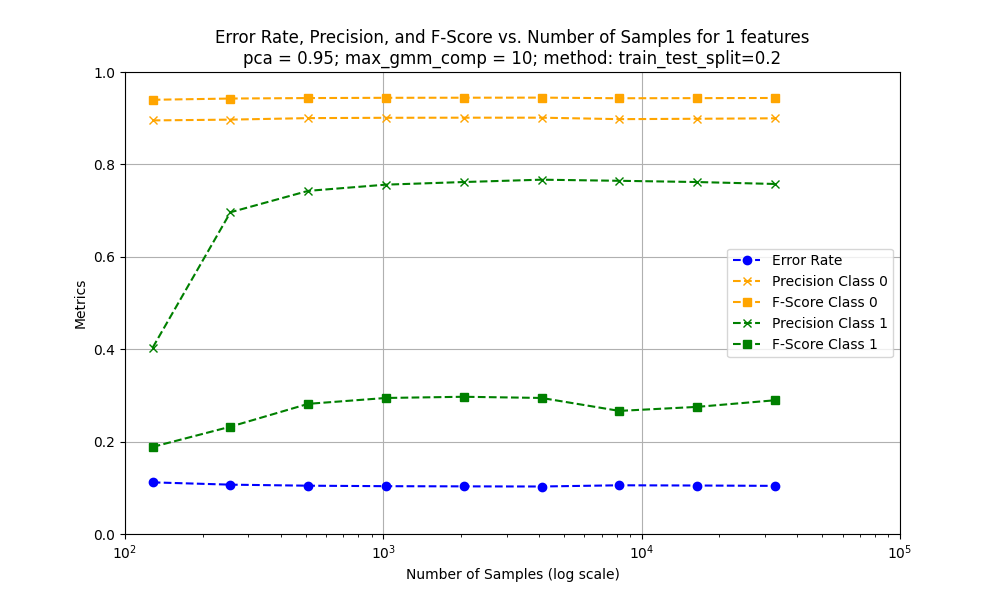 Error Rate, Precision, and F-Score vs. Number of Samples for 1 features
pca = 0.95; max_gmm_comp = 10; method: train_test_split=0.2
1.0
0.8
0.6
0.4
0.2
0.0
Metrics
Error Rate
Precision Class 0
F-Score Class 0
Precision Class 1
F-Score Class 1
10² 10³ 10⁴ 10⁵
Number of Samples (log scale)